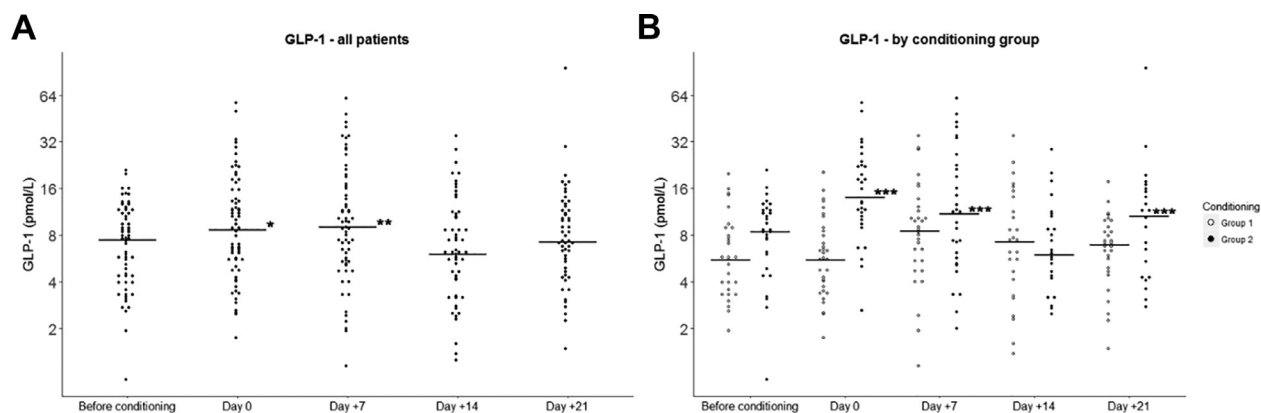 A
GLP-1 - all patients
GLP-1 (pmol/L)
64
32
16
8
4
2
*
**
Before conditioning
Day 0
Day +7
Day +14
Day +21
B
GLP-1 - by conditioning group
GLP-1 (pmol/L)
64
32
16
8
4
2
***
***
***
Before conditioning
Day 0
Day +7
Day +14
Day +21
Conditioning
Group 1
Group 2